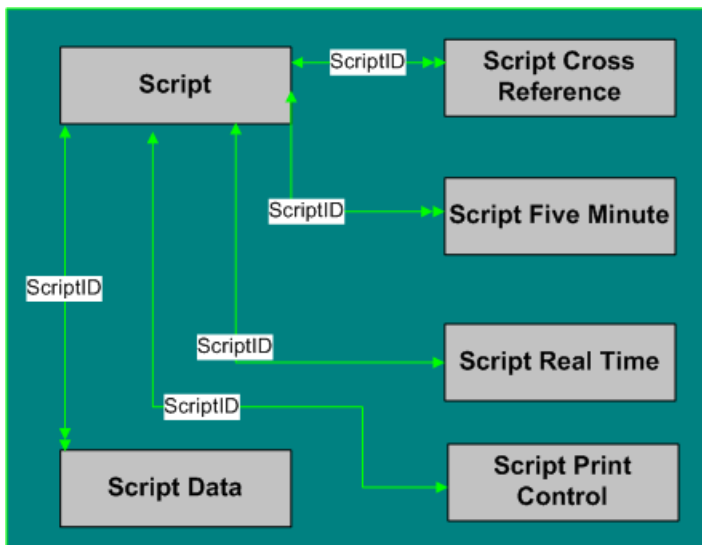 Script
ScriptID
Script Cross
Reference
ScriptID
Script Five Minute
ScriptID
ScriptID
Script Real Time
ScriptID
Script Data
Script Print
Control